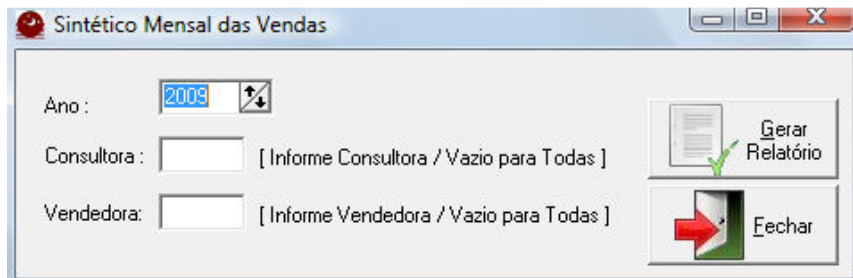 Sintético Mensal das Vendas
Ano :
2009
Consultora :
[ Informe Consultora / Vazio para Todas ]
Vendedora:
[ Informe Vendedora / Vazio para Todas ]
Gerar
Relatório
Fechar